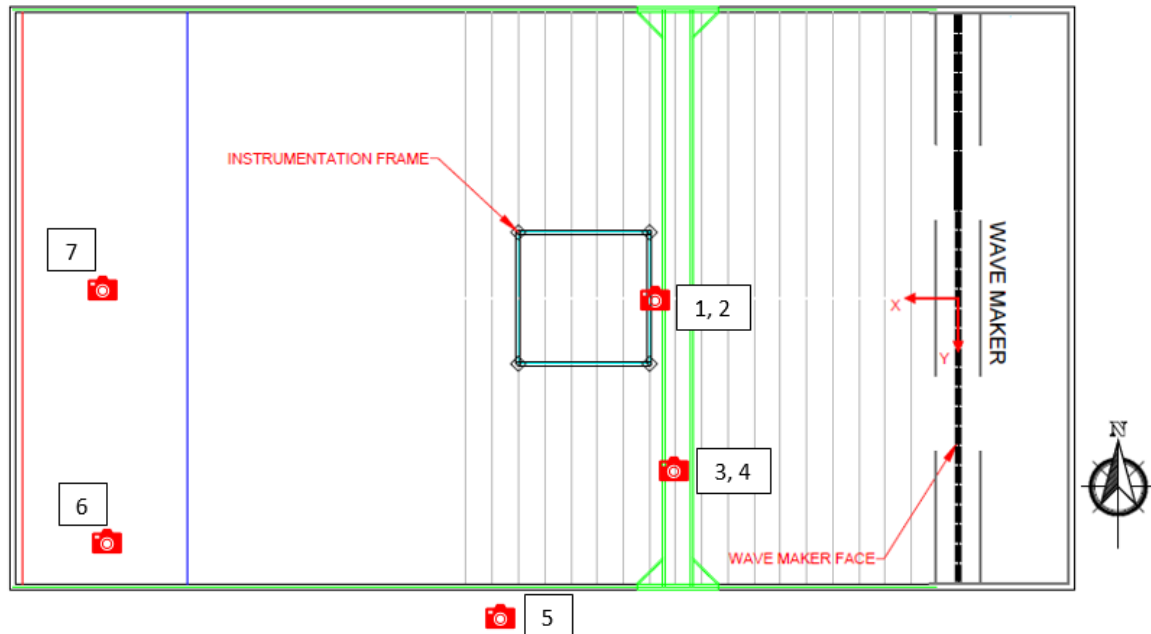 INSTRUMENTATION FRAME
7
1, 2
X
Y
WAVE MAKER
N
3, 4
6
WAVE MAKER FACE
5